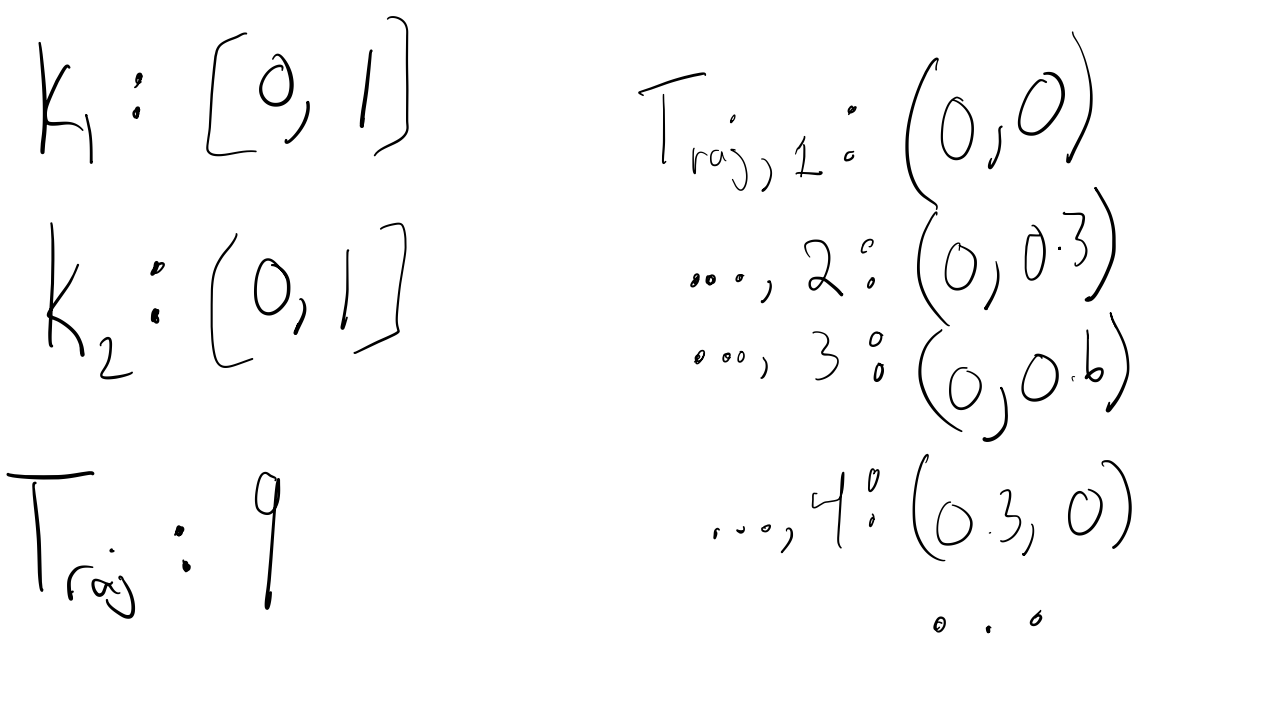 k₁ : [0, 1]
k₂ : [0, 1]
Traj : 9
Traj, 1 : (0, 0)
..., 2 : (0, 0.3)
..., 3 : (0, 0.6)
..., 4 : (0.3, 0)
...